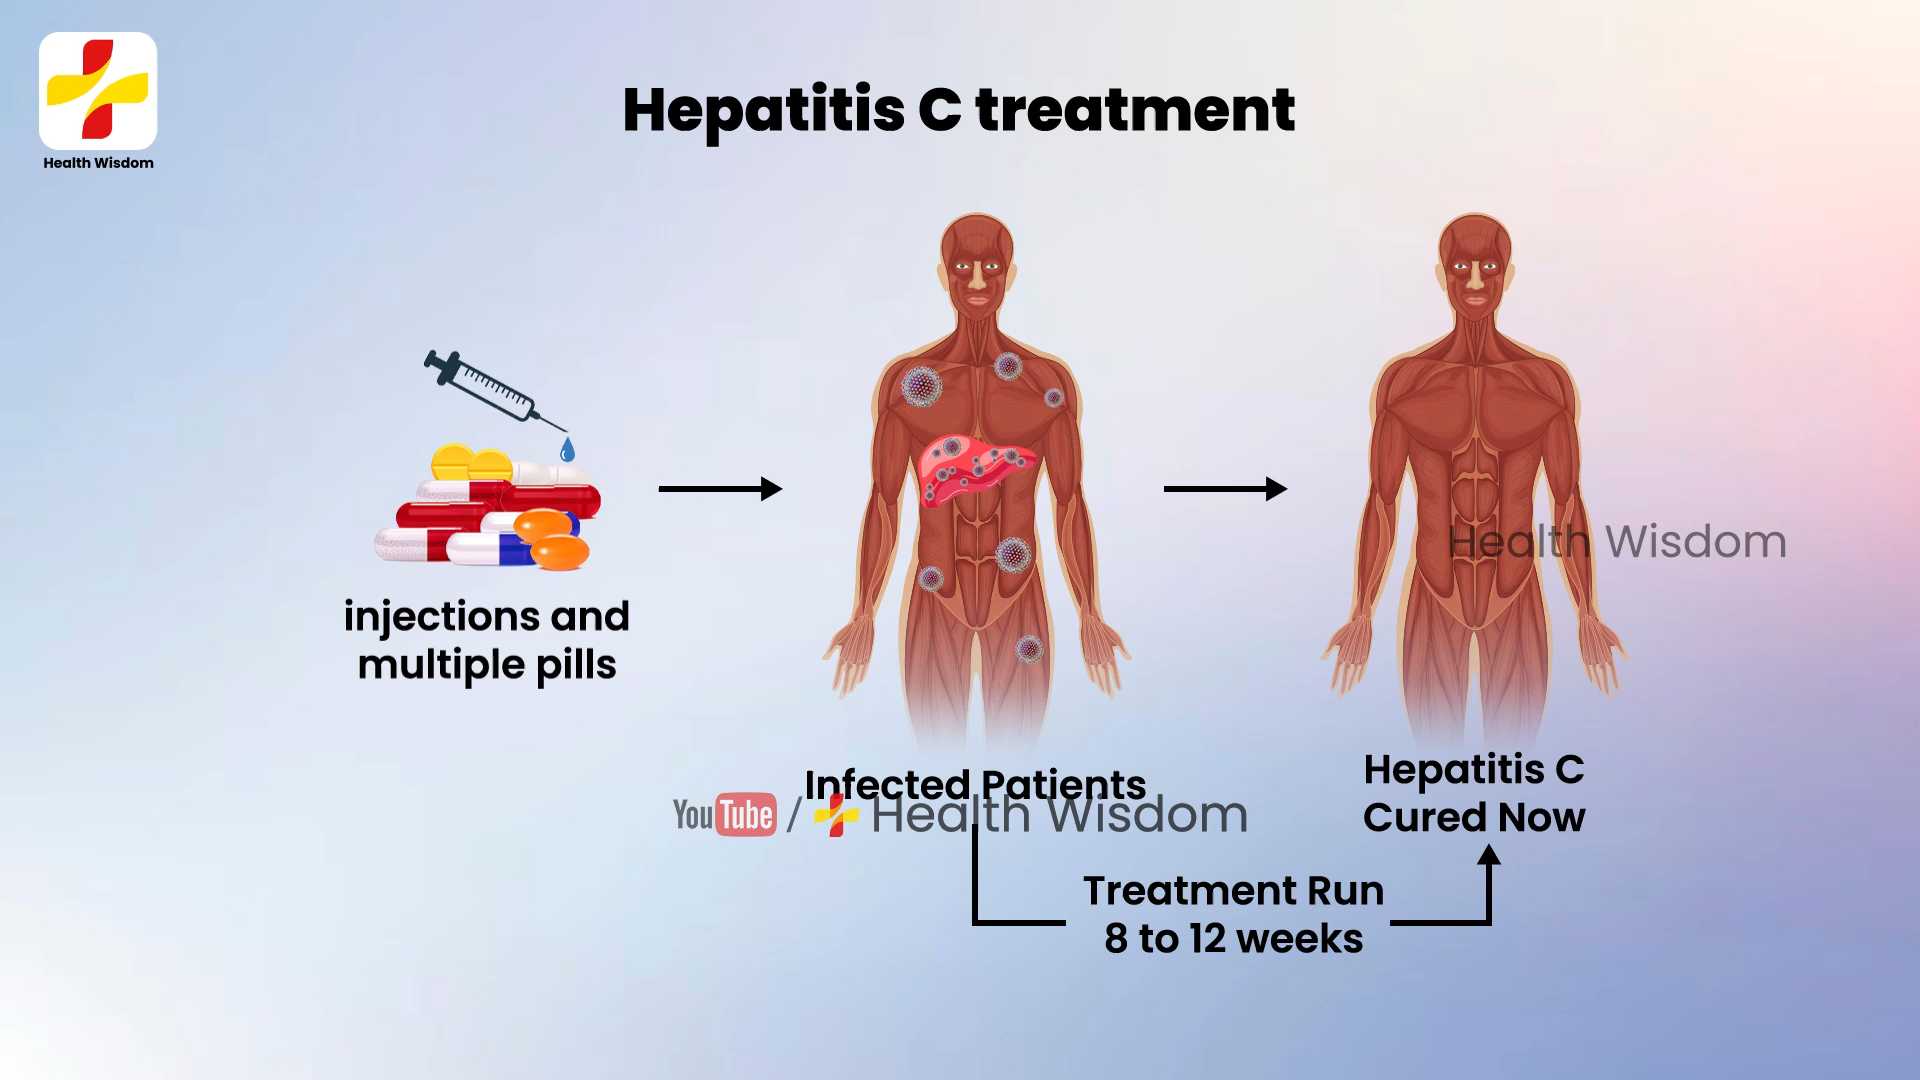 Health Wisdom
Hepatitis C treatment
injections and
multiple pills
Health Wisdom
Infected Patients
YouTube / Health Wisdom
Hepatitis C
Cured Now
Treatment Run
8 to 12 weeks